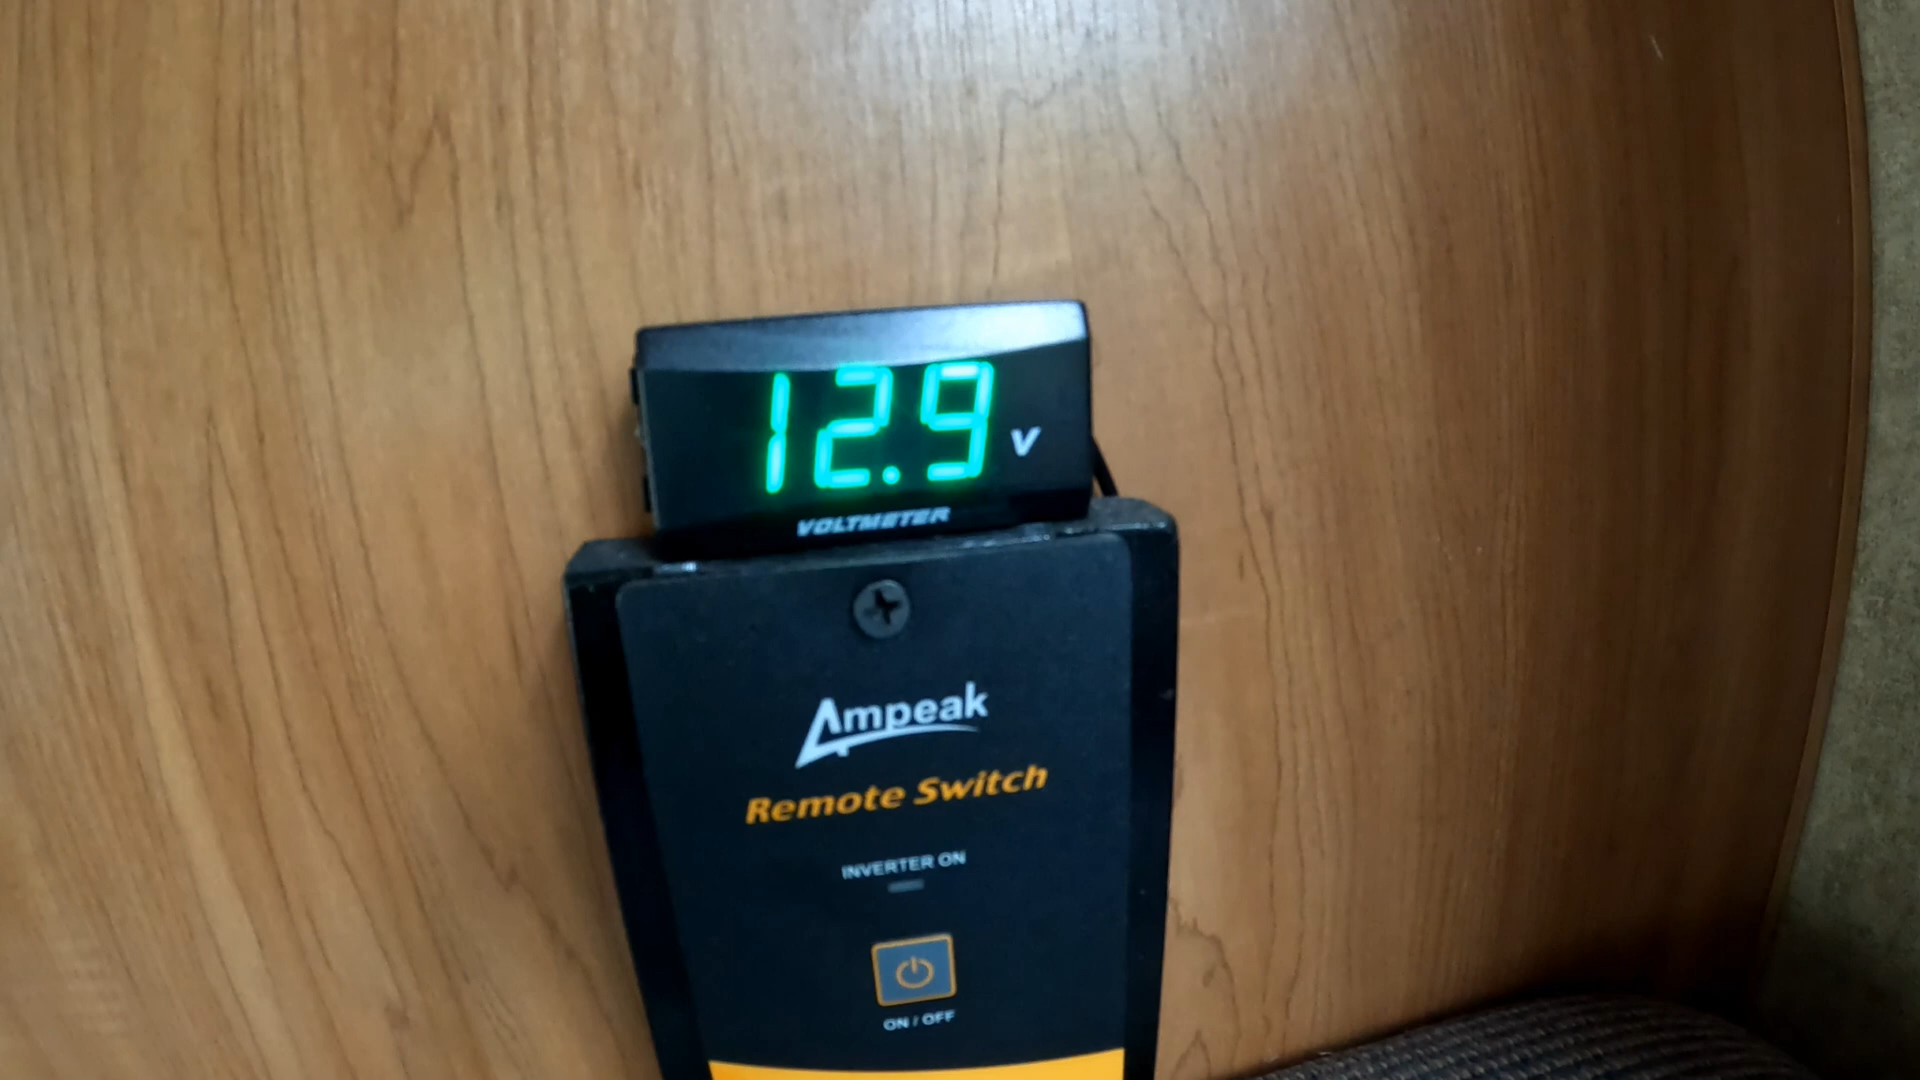 12.9 V
VOLTMETER
Ampeak
Remote Switch
INVERTER ON
ON / OFF